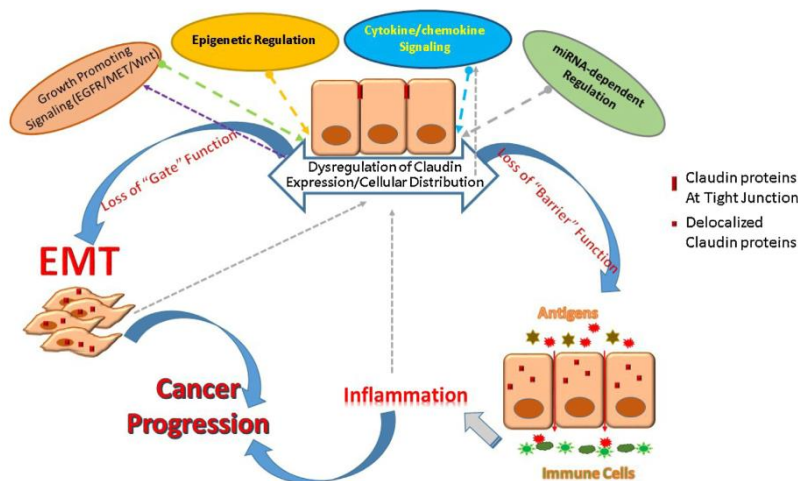 Growth Promoting
Signaling(EGFR/MET/Wnt)
Epigenetic Regulation
Cytokine/chemokine
Signaling
miRNA-dependent
Regulation
Dysregulation of Claudin
Expression/Cellular Distribution
Loss of "Gate" Function
Loss of "Barrier" Function
Claudin proteins
At Tight Junction
Delocalized
Claudin proteins
EMT
Antigens
Cancer
Progression
Inflammation
Immune Cells